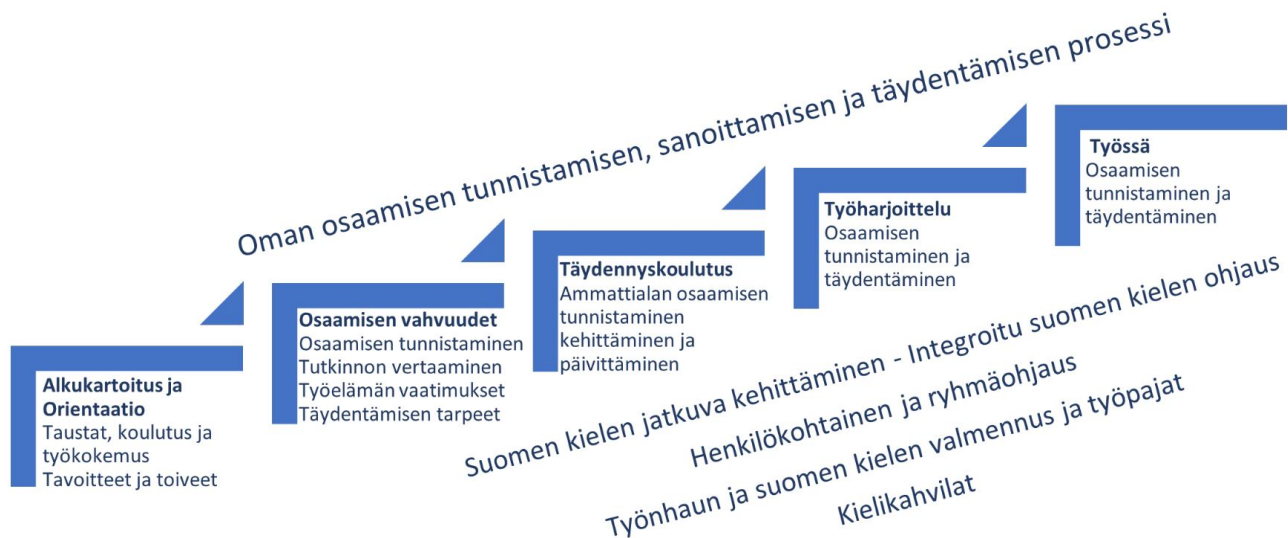 Oman osaamisen tunnistamisen, sanoittamisen ja täydentämisen prosessi
Alkukartoitus ja
Orientaatio
Taustat, koulutus ja
työkokemus
Tavoitteet ja toiveet
Osaamisen vahvuudet
Osaamisen tunnistaminen
Tutkinnon vertaaminen
Työelämän vaatimukset
Täydentämisen tarpeet
Täydennyskoulutus
Ammattialan osaamisen
tunnistaminen
kehittäminen ja
päivittäminen
Työharjoittelu
Osaamisen
tunnistaminen ja
täydentäminen
Työssä
Osaamisen
tunnistaminen ja
täydentäminen
Suomen kielen jatkuva kehittäminen - Integroitu suomen kielen ohjaus
Henkilökohtainen ja ryhmäohjaus
Työnhaun ja suomen kielen valmennus ja työpajat
Kielikahvilat